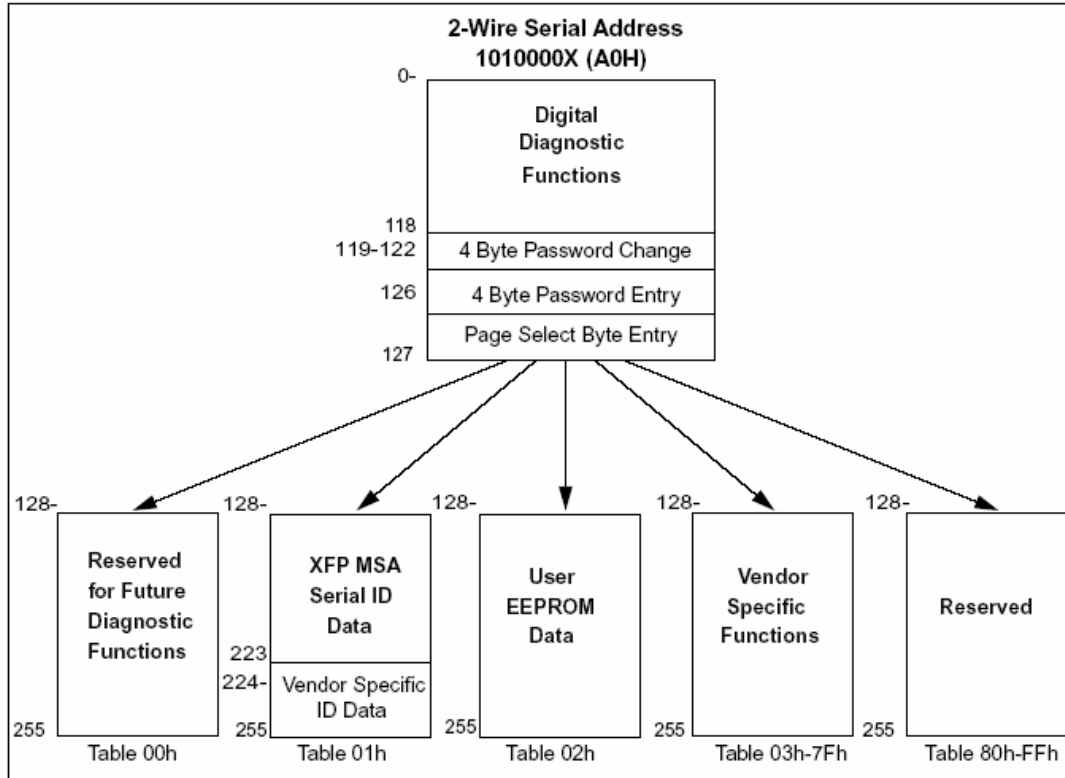 2-Wire Serial Address
1010000X (A0H)
0-
Digital
Diagnostic
Functions
118
119-122
4 Byte Password Change
126
4 Byte Password Entry
Page Select Byte Entry
127
128-
Reserved
for Future
Diagnostic
Functions
255
Table 00h
128-
XFP MSA
Serial ID
Data
223
224-
Vendor Specific
ID Data
255
Table 01h
128-
User
EEPROM
Data
255
Table 02h
128-
Vendor
Specific
Functions
255
Table 03h-7Fh
128-
Reserved
255
Table 80h-FFh